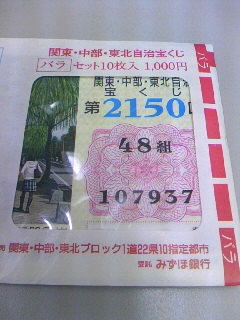 関東・中部・東北自治宝くじ
バラ セット10枚入 1,000円
関東・中部・東北自
宝くじ
第2150
48組
107937
バラ
バラ
関東・中部・東北ブロック1道22県10指定都市
受託 みずほ銀行